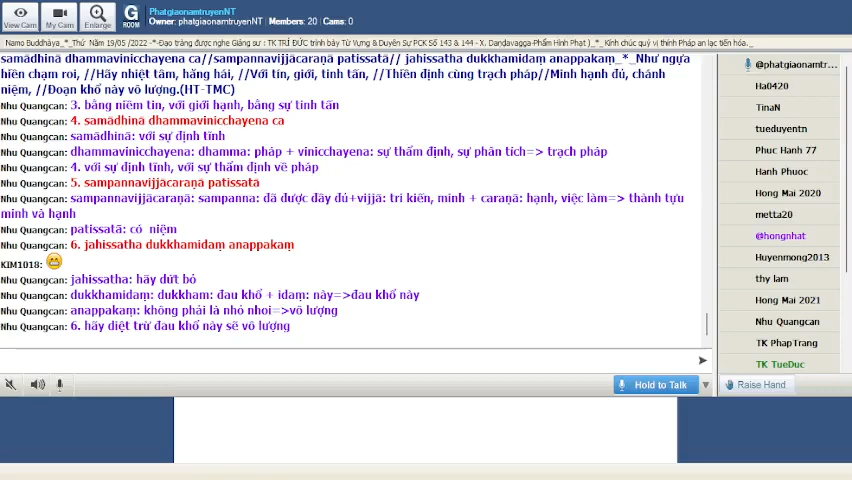 View Cam
My Cam
Enlarge
G
ROOM
PhatgiaonamtruyenNT
Owner: phatgiaonamtruyenNT | Members: 20 | Cams: 0
Namo Buddhàya_*_Thứ Năm 19/05 /2022 -*-Đạo tràng được nghe Giảng sư : TK TRÍ ĐỨC trình bày Từ Vựng & Duyên Sự PCK Số 143 & 144 - X. Daṇḍavagga-Phẩm Hình Phạt )_*_Kính chúc quý vị thính Pháp an lạc tiến hóa._
samādhinā dhammavinicchayena ca//sampannavijjācaraṇā patissatā// jahissatha dukkhamidaṃ anappakaṃ_*_Như ngựa
hiền chạm roi, //Hãy nhiệt tâm, hăng hái, //Với tín, giới, tinh tấn, //Thiền định cùng trạch pháp//Minh hạnh đủ, chánh
niệm, //Đoạn khổ này vô lượng.(HT-TMC)
Nhu Quangcan: 3. bằng niềm tin, với giới hạnh, bằng sự tinh tấn
Nhu Quangcan: 4. samādhinā dhammavinicchayena ca
Nhu Quangcan: samādhinā: với sự định tĩnh
Nhu Quangcan: dhammavinicchayena: dhamma: pháp + vinicchayena: sự thẩm định, sự phân tích=> trạch pháp
Nhu Quangcan: 4. với sự định tĩnh, với sự thẩm định về pháp
Nhu Quangcan: 5. sampannavijjācaraṇā patissatā
Nhu Quangcan: sampannavijjācaraṇā: sampanna: đã được đầy đủ+vijjā: tri kiến, minh + caraṇā: hạnh, việc làm=> thành tựu
minh và hạnh
Nhu Quangcan: patissatā: có niệm
Nhu Quangcan: 6. jahissatha dukkhamidaṃ anappakaṃ
KIM1018:
Nhu Quangcan: jahissatha: hãy dứt bỏ
Nhu Quangcan: dukkhamidaṃ: dukkham: đau khổ + idaṃ: này=>đau khổ này
Nhu Quangcan: anappakaṃ: không phải là nhỏ nhoi=>vô lượng
Nhu Quangcan: 6. hãy diệt trừ đau khổ này sẽ vô lượng
Hold to Talk
@phatgiaonamtr...
Ha0420
TinaN
tueduyentn
Phuc Hanh 77
Hanh Phuoc
Hong Mai 2020
metta20
@hongnhat
Huyenmong2013
thy lam
Hong Mai 2021
Nhu Quangcan
TK PhapTrang
TK TueDuc
Raise Hand